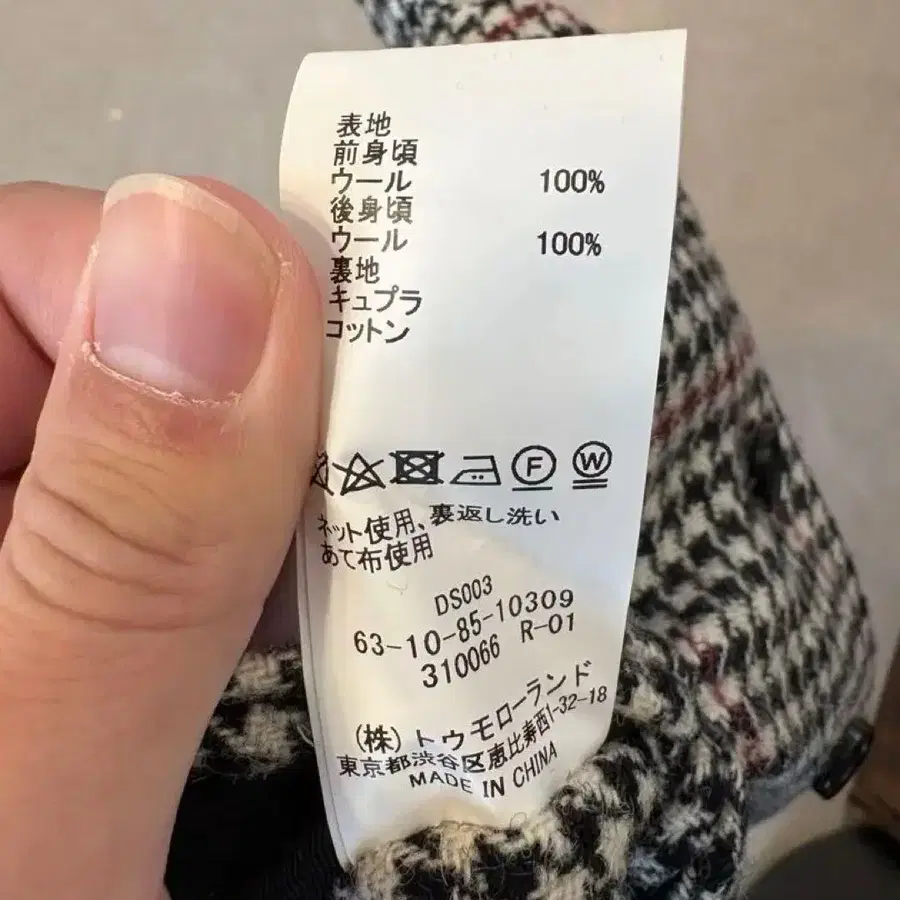 表地
前身頃
ウール 100%
後身頃
ウール 100%
裏地
キュプラ
コットン
F W
ネット使用、裏返し洗い
あて布使用
DS003
63-10-85-10309
310066 R-01
(株)トゥモローランド
東京都渋谷区恵比寿西1-32-18
MADE IN CHINA